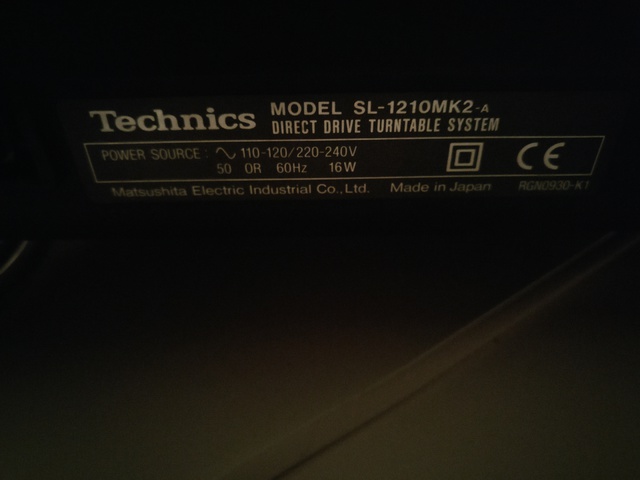 Technics MODEL SL-1210MK2-A
DIRECT DRIVE TURNTABLE SYSTEM
POWER SOURCE : ∿ 110-120/220-240V
50 OR 60Hz 16W
CE
Matsushita Electric Industrial Co., Ltd. Made in Japan RGN0930-K1